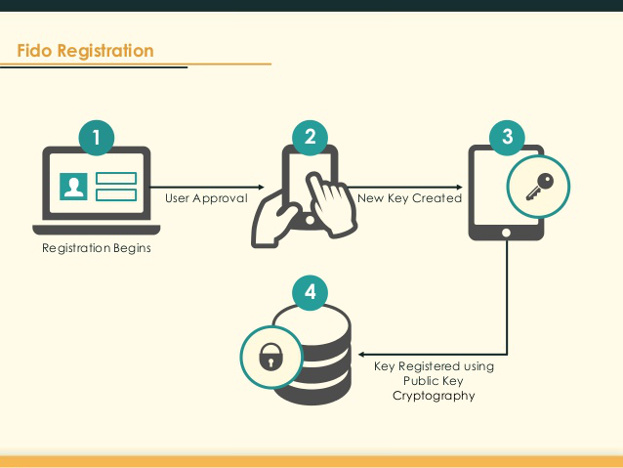 Fido Registration
1
2
3
User Approval
New Key Created
Registration Begins
4
Key Registered using
Public Key
Cryptography